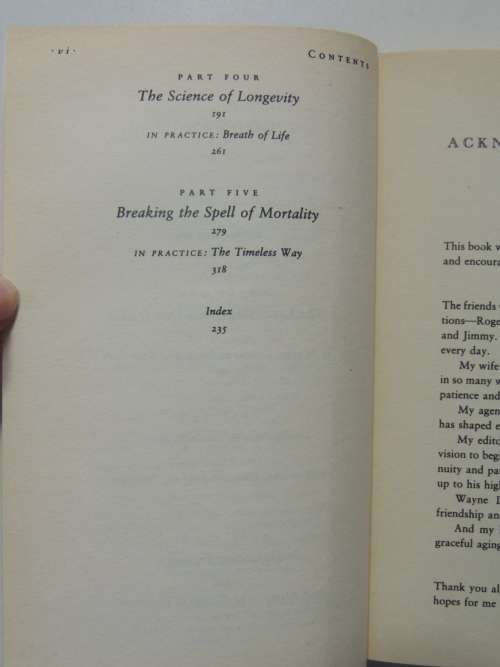 · vi ·
CONTENTS
PART FOUR
The Science of Longevity
191
IN PRACTICE: Breath of Life
261
PART FIVE
Breaking the Spell of Mortality
279
IN PRACTICE: The Timeless Way
318
Index
235
ACKN
This book w
and encoura
The friends
tions—Roge
and Jimmy.
every day.
My wife
in so many w
patience and
My agen
has shaped e
My edito
vision to begi
nuity and pa
up to his high
Wayne D
friendship an
And my
graceful aging
Thank you al
hopes for me